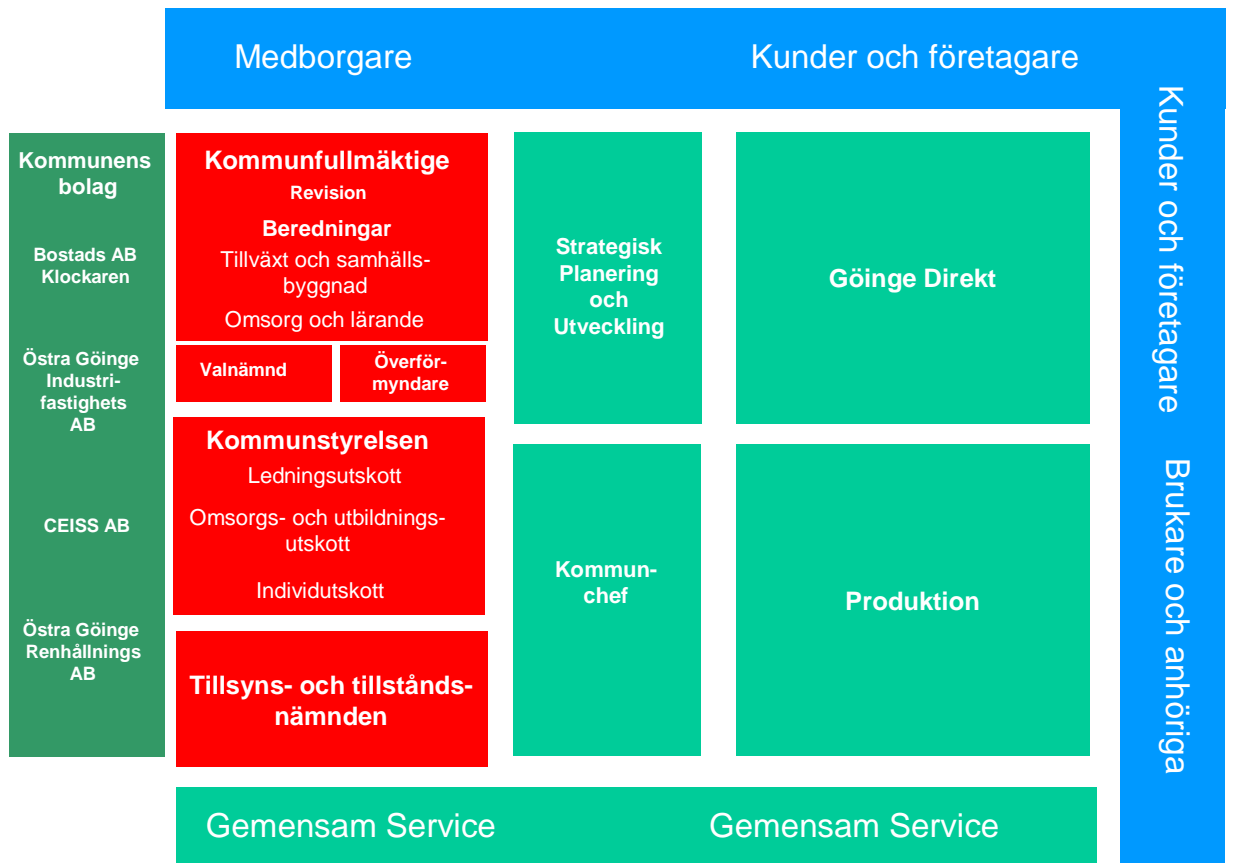 Medborgare
Kunder och företagare
Kunder och företagare
Brukare och anhöriga
Kommunens
bolag
Bostads AB
Klockaren
Östra Göinge
Industri-
fastighets
AB
CEISS AB
Östra Göinge
Renhållnings
AB
Kommunfullmäktige
Revision
Beredningar
Tillväxt och samhälls-
byggnad
Omsorg och lärande
Valnämnd
Överför-
myndare
Kommunstyrelsen
Ledningsutskott
Omsorgs- och utbildnings-
utskott
Individutskott
Tillsyns- och tillstånds-
nämnden
Strategisk
Planering
och
Utveckling
Kommun-
chef
Göinge Direkt
Produktion
Gemensam Service
Gemensam Service